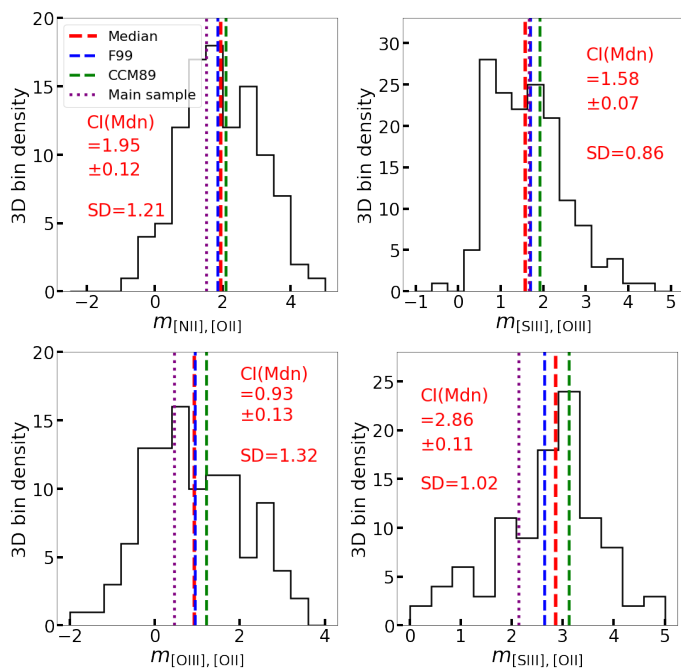 20
15
10
5
0
3D bin density
Median
F99
CCM89
Main sample
CI(Mdn)
=1.95
±0.12
SD=1.21
−2 0 2 4
m[NII], [OII]
30
25
20
15
10
5
0
3D bin density
CI(Mdn)
=1.58
±0.07
SD=0.86
−1 0 1 2 3 4 5
m[SIII], [OIII]
20
15
10
5
0
3D bin density
CI(Mdn)
=0.93
±0.13
SD=1.32
−2 0 2 4
m[OIII], [OII]
25
20
15
10
5
0
3D bin density
CI(Mdn)
=2.86
±0.11
SD=1.02
0 1 2 3 4 5
m[SIII], [OII]